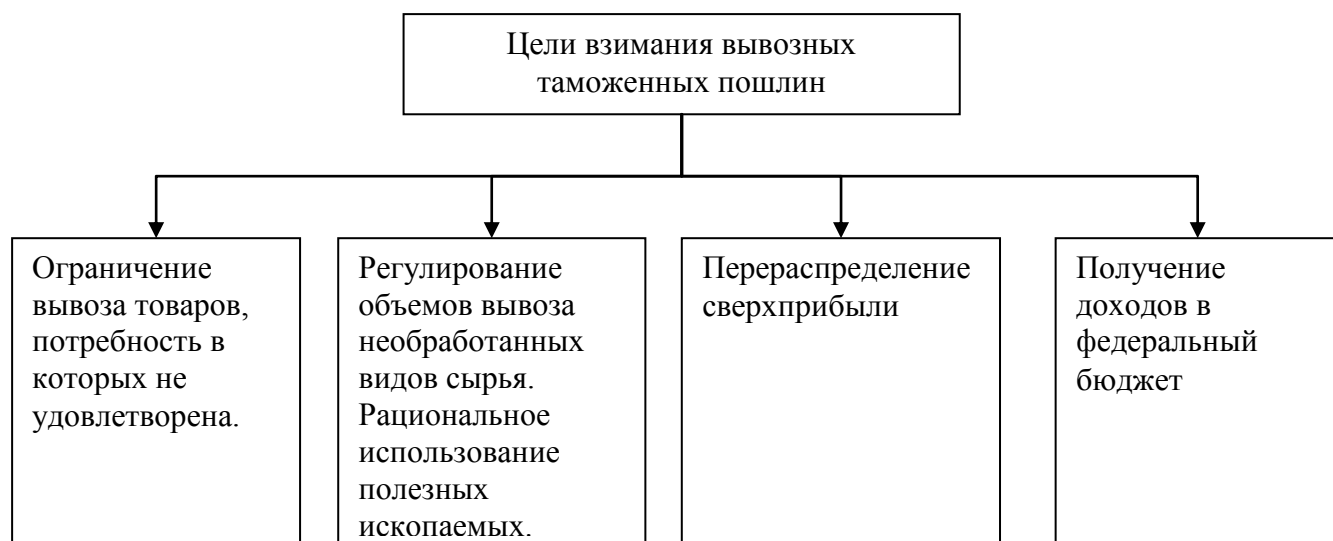 Цели взимания вывозных
таможенных пошлин
Ограничение
вывоза товаров,
потребность в
которых не
удовлетворена.
Регулирование
объемов вывоза
необработанных
видов сырья.
Рациональное
использование
полезных
ископаемых.
Перераспределение
сверхприбыли
Получение
доходов в
федеральный
бюджет